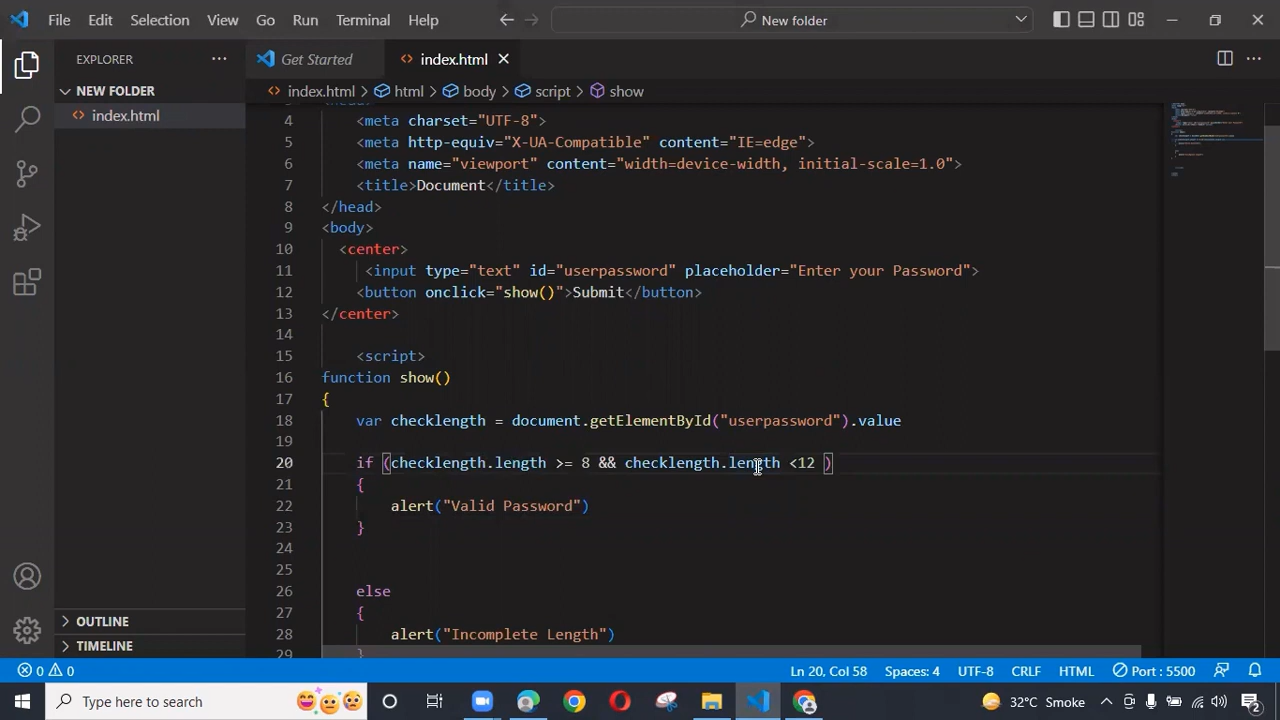 File Edit Selection View Go Run Terminal Help New folder
EXPLORER
NEW FOLDER
index.html
OUTLINE
TIMELINE
Get Started index.html
index.html > html > body > script > show
4 <meta charset="UTF-8">
5 <meta http-equiv="X-UA-Compatible" content="IE=edge">
6 <meta name="viewport" content="width=device-width, initial-scale=1.0">
7 <title>Document</title>
8 </head>
9 <body>
10 <center>
11 <input type="text" id="userpassword" placeholder="Enter your Password">
12 <button onclick="show()">Submit</button>
13 </center>
14
15 <script>
16 function show()
17 {
18 var checklength = document.getElementById("userpassword").value
19
20 if (checklength.length >= 8 && checklength.length <12 )
21 {
22 alert("Valid Password")
23 }
24
25
26 else
27 {
28 alert("Incomplete Length")
29 }
0 0 Ln 20, Col 58 Spaces: 4 UTF-8 CRLF HTML Port : 5500
Type here to search 32°C Smoke 2